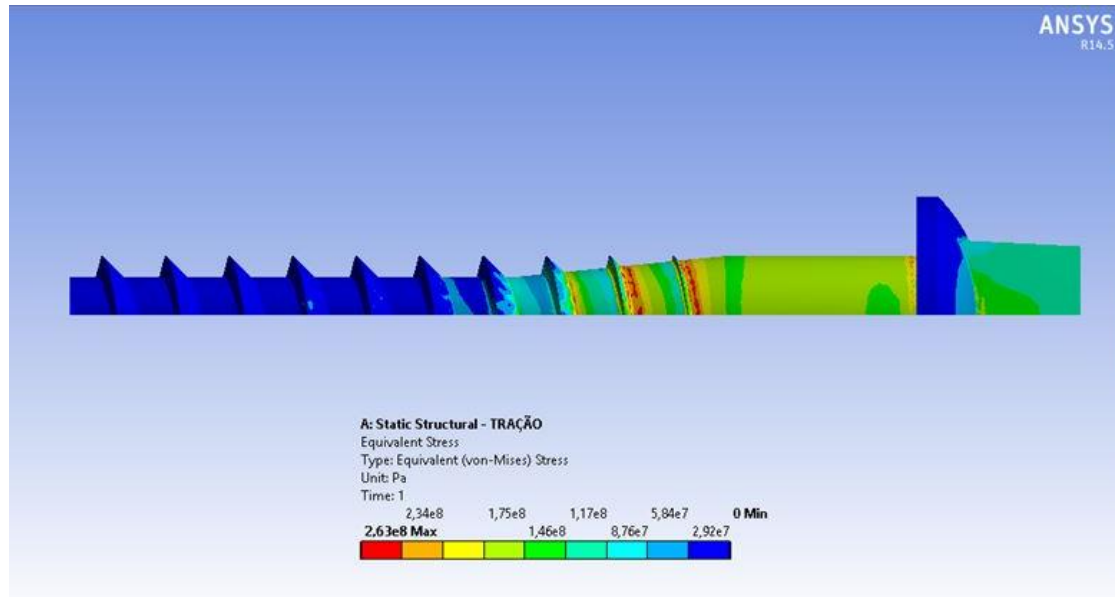 ANSYS
R14.5
A: Static Structural - TRAÇÃO
Equivalent Stress
Type: Equivalent (von-Mises) Stress
Unit: Pa
Time: 1
2,34e8 1,75e8 1,17e8 5,84e7 0 Min
2,63e8 Max 1,46e8 8,76e7 2,92e7